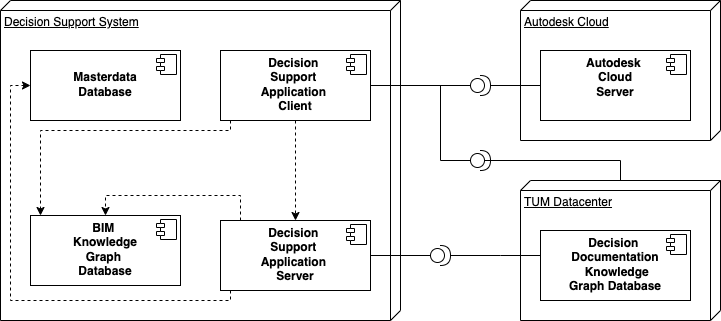 Decision Support System
Masterdata
Database
Decision
Support
Application
Client
BIM
Knowledge
Graph
Database
Decision
Support
Application
Server
Autodesk Cloud
Autodesk
Cloud
Server
TUM Datacenter
Decision
Documentation
Knowledge
Graph Database